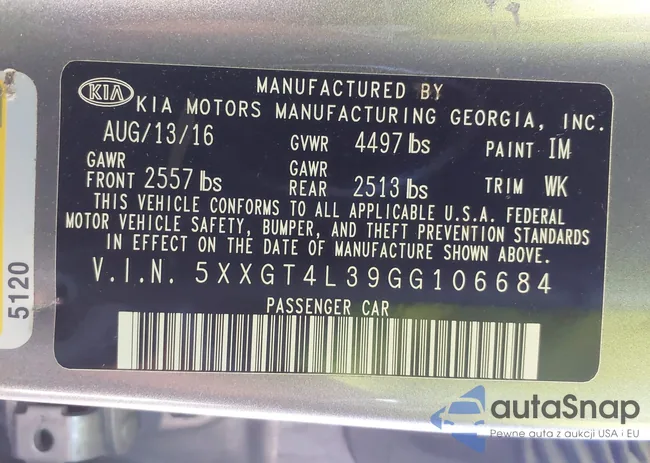 MANUFACTURED BY
KIA KIA MOTORS MANUFACTURING GEORGIA, INC.
AUG/13/16 GVWR 4497 lbs PAINT IM
GAWR FRONT 2557 lbs GAWR REAR 2513 lbs TRIM WK
THIS VEHICLE CONFORMS TO ALL APPLICABLE U.S.A. FEDERAL
MOTOR VEHICLE SAFETY, BUMPER, AND THEFT PREVENTION STANDARDS
IN EFFECT ON THE DATE OF MANUFACTURE SHOWN ABOVE.
V.I.N. 5XXGT4L39GG106684
PASSENGER CAR
5120
autaSnap
Pewne auta z aukcji USA i EU